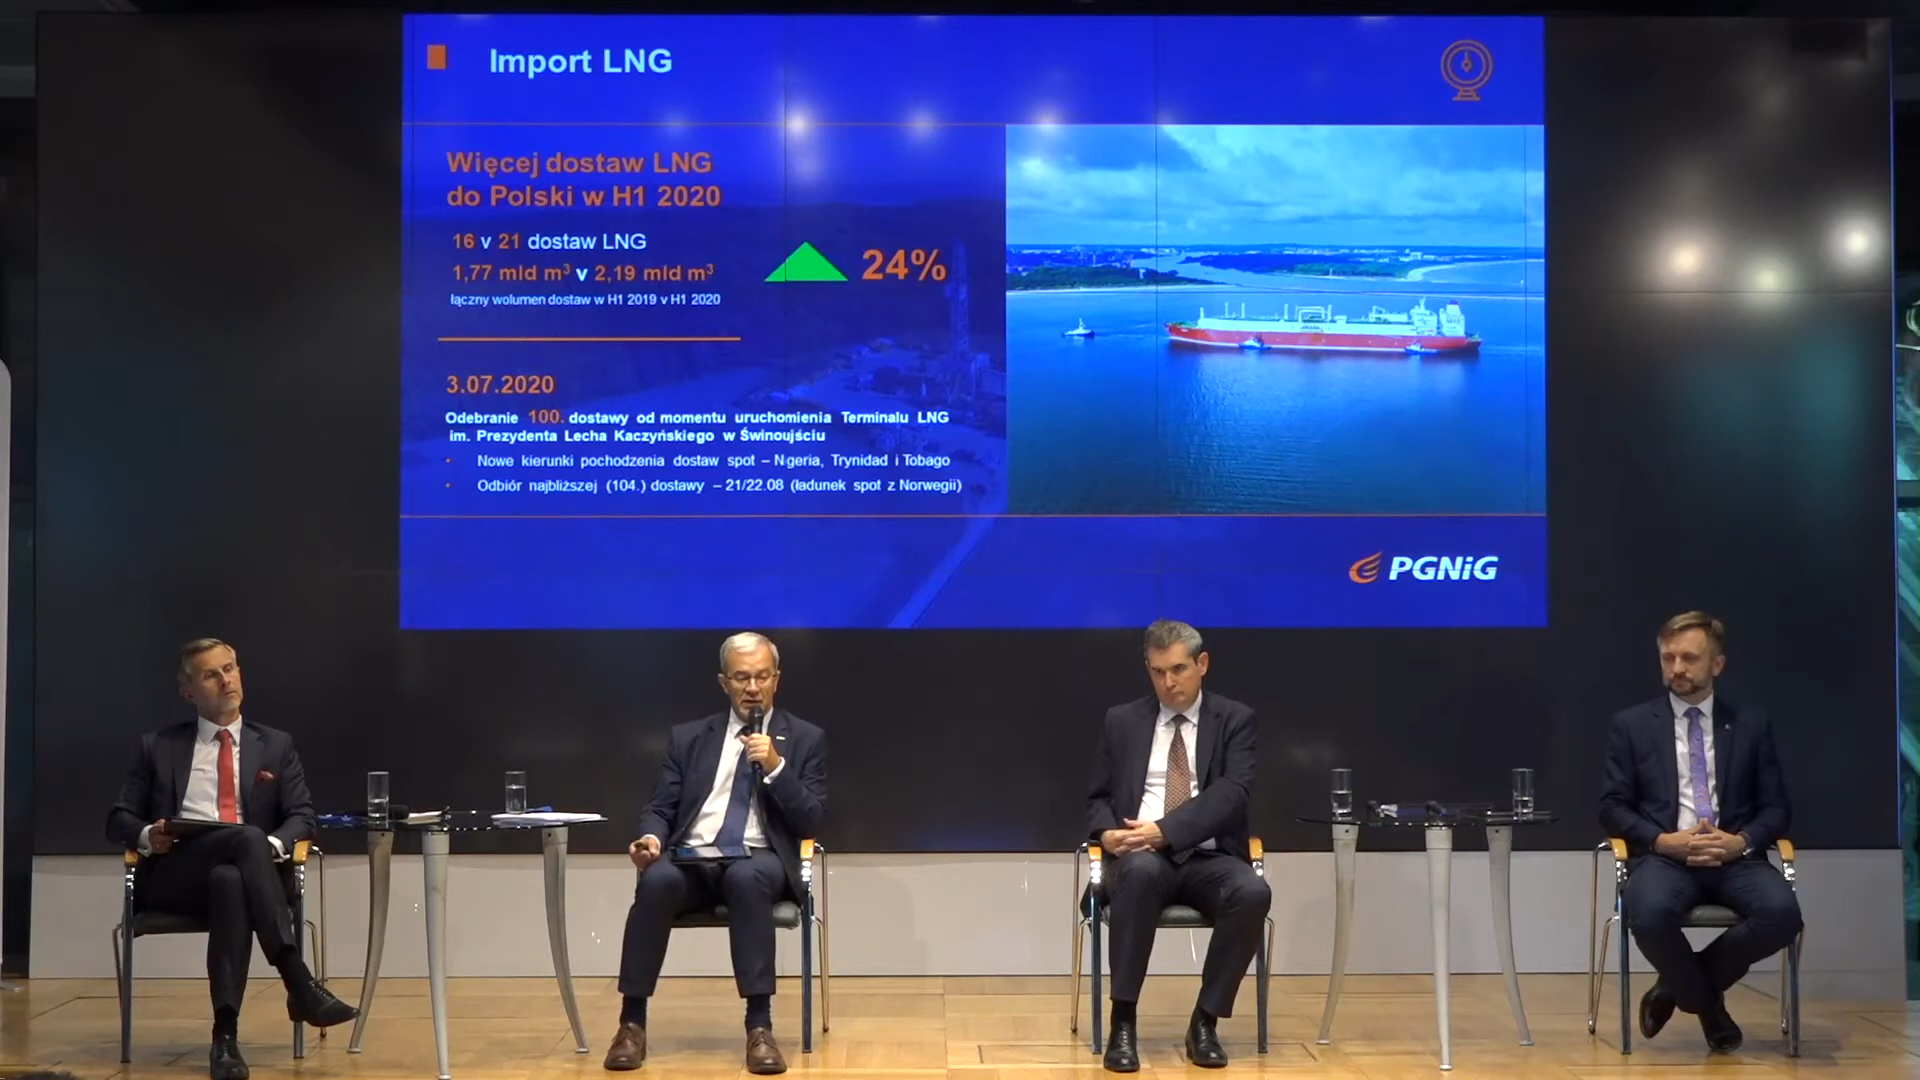 Import LNG
Więcej dostaw LNG
do Polski w H1 2020
16 v 21 dostaw LNG
1,77 mld m³ v 2,19 mld m³
24%
łączny wolumen dostaw w H1 2019 v H1 2020
3.07.2020
Odebranie 100. dostawy od momentu uruchomienia Terminalu LNG
im. Prezydenta Lecha Kaczyńskiego w Świnoujściu
• Nowe kierunki pochodzenia dostaw spot – Nigeria, Trynidad i Tobago
• Odbiór najbliższej (104.) dostawy – 21/22.08 (ładunek spot z Norwegii)
PGNiG